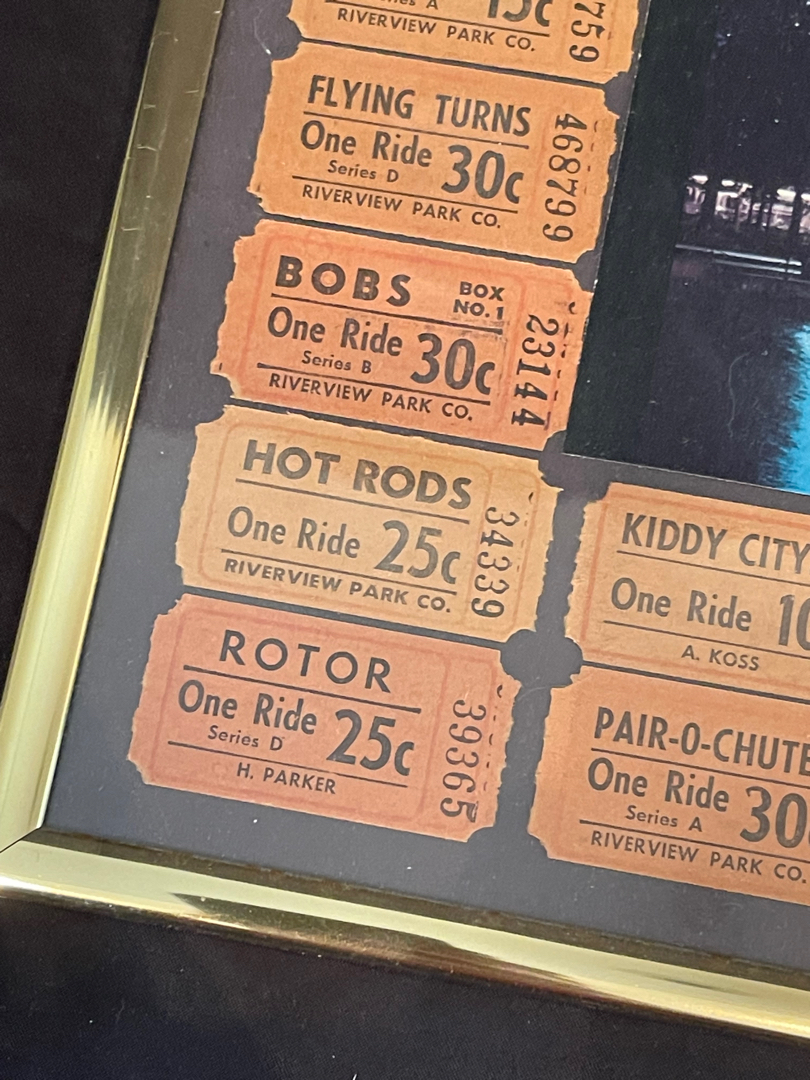 15c
RIVERVIEW PARK CO.
759
FLYING TURNS
One Ride 30c
Series D
RIVERVIEW PARK CO.
468799
BOBS BOX NO. 1
One Ride 30c
Series B
RIVERVIEW PARK CO.
23144
HOT RODS
One Ride 25c
RIVERVIEW PARK CO.
34339
ROTOR
One Ride 25c
Series D
H. PARKER
39365
KIDDY CITY
One Ride
A. KOSS
PAIR-O-CHUTE
One Ride 30
Series A
RIVERVIEW PARK CO.